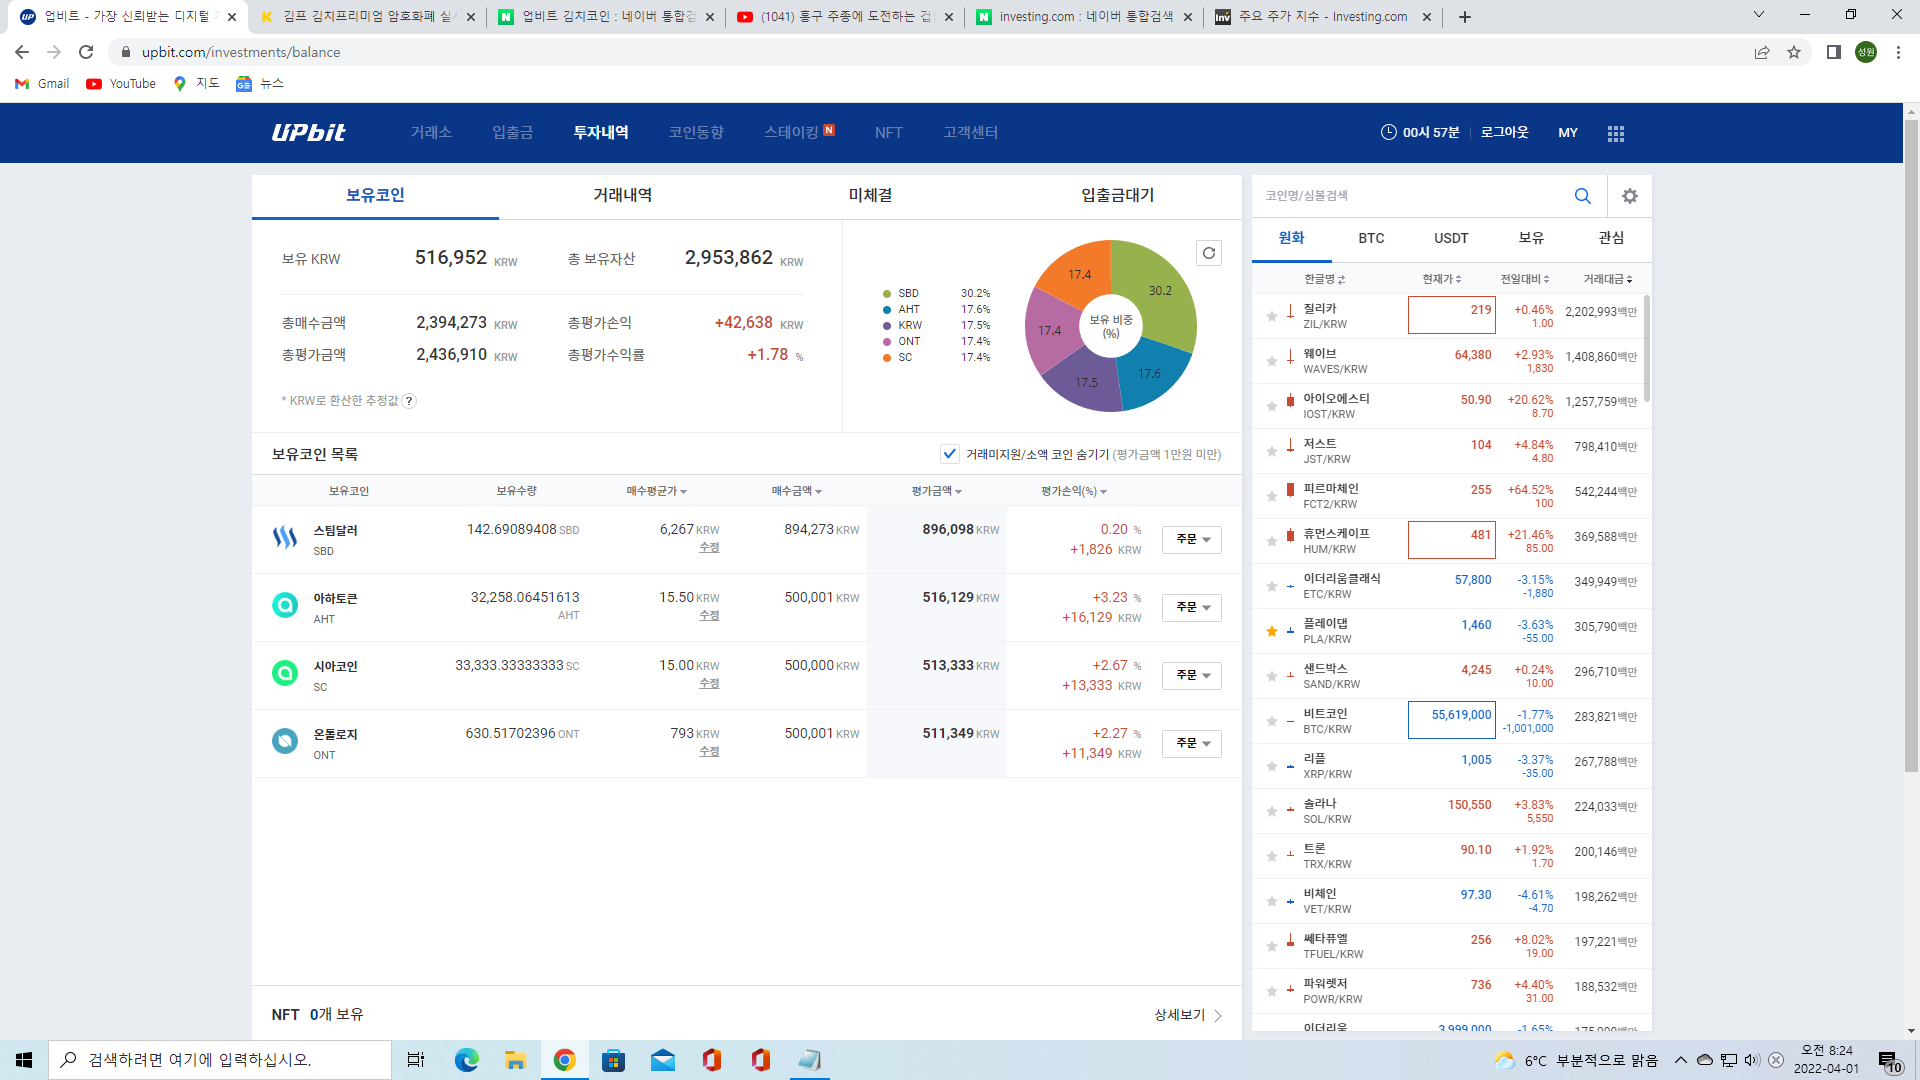 업비트 - 가장 신뢰받는 디지털
김프 김치프리미엄 암호화폐 실시
업비트 김치코인 : 네이버 통합검
(1041) 홍구 주종에 도전하는 검
investing.com : 네이버 통합검색
주요 주가 지수 - Investing.com
upbit.com/investments/balance
성원
Gmail
YouTube
지도
뉴스
UPbit
거래소
입출금
투자내역
코인동향
스테이킹 N
NFT
고객센터
00시 57분
로그아웃
MY
보유코인
거래내역
미체결
입출금대기
보유 KRW
516,952 KRW
총 보유자산
2,953,862 KRW
총매수금액
2,394,273 KRW
총평가손익
+42,638 KRW
총평가금액
2,436,910 KRW
총평가수익률
+1.78 %
* KRW로 환산한 추정값 ?
SBD 30.2%
AHT 17.6%
KRW 17.5%
ONT 17.4%
SC 17.4%
보유 비중
(%)
30.2
17.6
17.5
17.4
17.4
보유코인 목록
거래미지원/소액 코인 숨기기 (평가금액 1만원 미만)
보유코인 보유수량 매수평균가 매수금액 평가금액 평가손익(%)
스팀달러 142.69089408 SBD 6,267 KRW 894,273 KRW 896,098 KRW 0.20 % 주문
SBD 수정 +1,826 KRW
아하토큰 32,258.06451613 15.50 KRW 500,001 KRW 516,129 KRW +3.23 % 주문
AHT AHT 수정 +16,129 KRW
시아코인 33,333.33333333 SC 15.00 KRW 500,000 KRW 513,333 KRW +2.67 % 주문
SC 수정 +13,333 KRW
온톨로지 630.51702396 ONT 793 KRW 500,001 KRW 511,349 KRW +2.27 % 주문
ONT 수정 +11,349 KRW
NFT 0개 보유
상세보기
코인명/심볼검색
원화 BTC USDT 보유 관심
한글명 현재가 전일대비 거래대금
질리카 219 +0.46% 2,202,993백만
ZIL/KRW 1.00
웨이브 64,380 +2.93% 1,408,860백만
WAVES/KRW 1,830
아이오에스티 50.90 +20.62% 1,257,759백만
IOST/KRW 8.70
저스트 104 +4.84% 798,410백만
JST/KRW 4.80
피르마체인 255 +64.52% 542,244백만
FCT2/KRW 100
휴먼스케이프 481 +21.46% 369,588백만
HUM/KRW 85.00
이더리움클래식 57,800 -3.15% 349,949백만
ETC/KRW -1,880
플레이댑 1,460 -3.63% 305,790백만
PLA/KRW -55.00
샌드박스 4,245 +0.24% 296,710백만
SAND/KRW 10.00
비트코인 55,619,000 -1.77% 283,821백만
BTC/KRW -1,001,000
리플 1,005 -3.37% 267,788백만
XRP/KRW -35.00
솔라나 150,550 +3.83% 224,033백만
SOL/KRW 5,550
트론 90.10 +1.92% 200,146백만
TRX/KRW 1.70
비체인 97.30 -4.61% 198,262백만
VET/KRW -4.70
쎄타퓨엘 256 +8.02% 197,221백만
TFUEL/KRW 19.00
파워렛저 736 +4.40% 188,532백만
POWR/KRW 31.00
이더리움 3,999,000 -1.65%
검색하려면 여기에 입력하십시오.
6°C 부분적으로 맑음
오전 8:24
2022-04-01
10